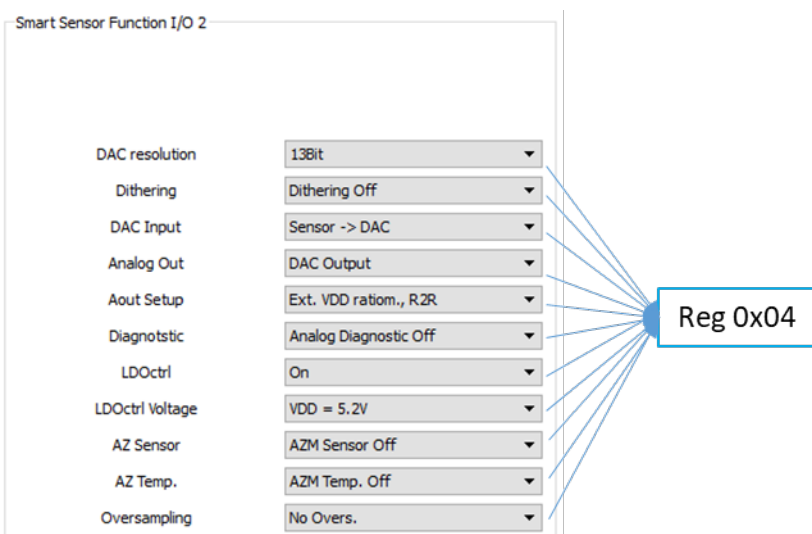 Smart Sensor Function I/O 2
DAC resolution 13Bit
Dithering Dithering Off
DAC Input Sensor -> DAC
Analog Out DAC Output
Aout Setup Ext. VDD ratiom., R2R
Diagnotstic Analog Diagnostic Off
LDOctrl On
LDOctrl Voltage VDD = 5.2V
AZ Sensor AZM Sensor Off
AZ Temp. AZM Temp. Off
Oversampling No Overs.
Reg 0x04